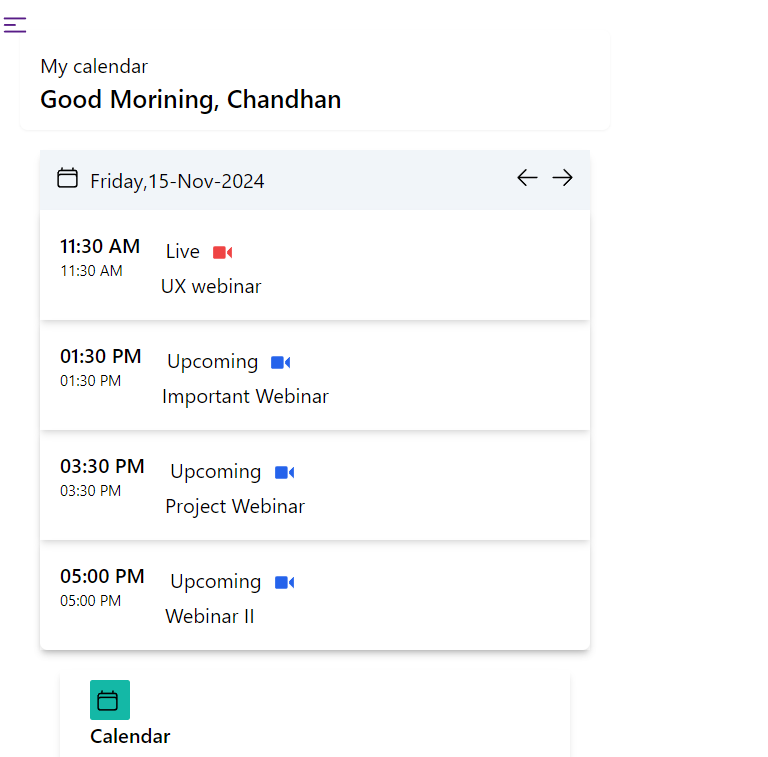 My calendar
Good Morining, Chandhan
Friday,15-Nov-2024
11:30 AM Live
11:30 AM
UX webinar
01:30 PM Upcoming
01:30 PM
Important Webinar
03:30 PM Upcoming
03:30 PM
Project Webinar
05:00 PM Upcoming
05:00 PM
Webinar II
Calendar